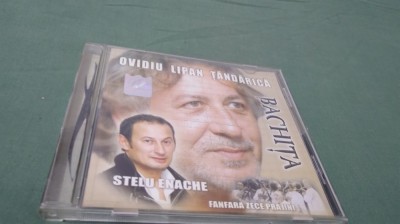 OVIDIU LIPAN ȚĂNDĂRICĂ
BACHIȚA
STELU ENACHE
FANFARA ZECE PRĂJINI